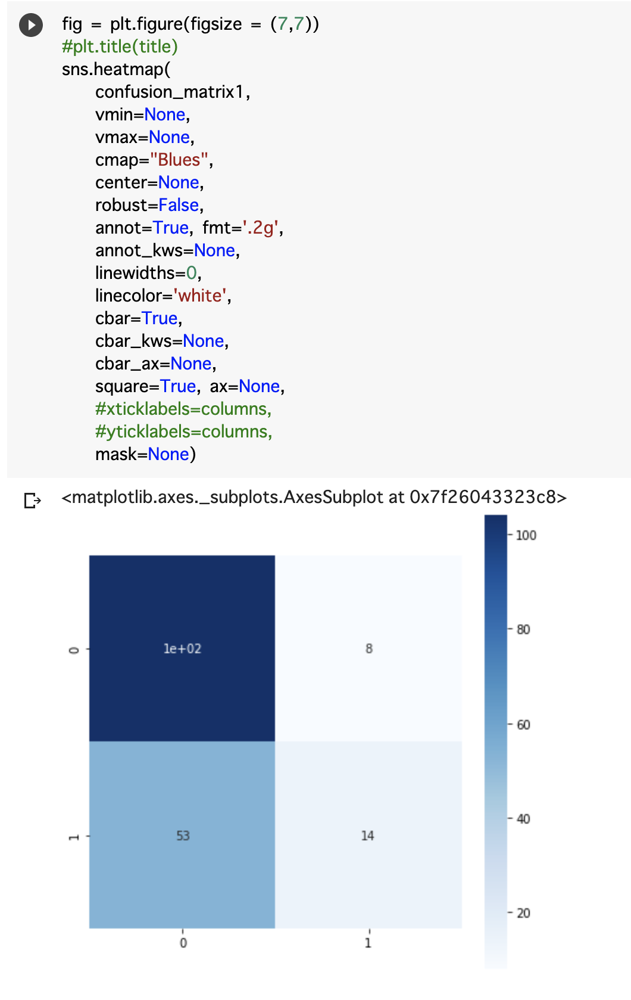 fig = plt.figure(figsize = (7,7))
#plt.title(title)
sns.heatmap(
    confusion_matrix1,
    vmin=None,
    vmax=None,
    cmap="Blues",
    center=None,
    robust=False,
    annot=True, fmt='.2g',
    annot_kws=None,
    linewidths=0,
    linecolor='white',
    cbar=True,
    cbar_kws=None,
    cbar_ax=None,
    square=True, ax=None,
    #xticklabels=columns,
    #yticklabels=columns,
    mask=None)
<matplotlib.axes._subplots.AxesSubplot at 0x7f26043323c8>
100
0 1e+02 8
80
60
1 53 14
40
20
0 1